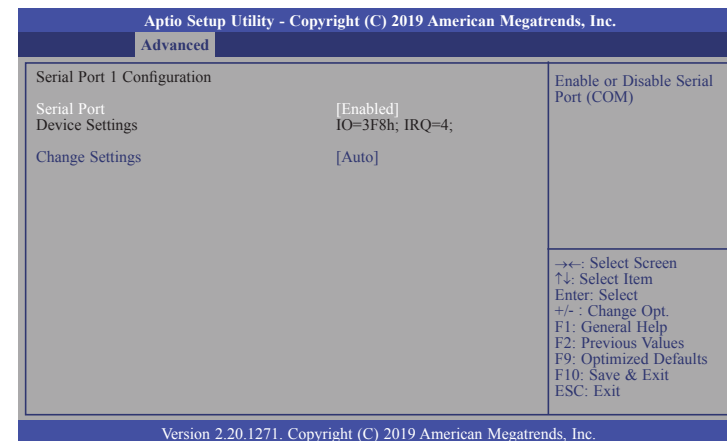 Aptio Setup Utility - Copyright (C) 2019 American Megatrends, Inc.
Advanced
Serial Port 1 Configuration
Serial Port [Enabled]
Device Settings IO=3F8h; IRQ=4;
Change Settings [Auto]
Enable or Disable Serial
Port (COM)
→←: Select Screen
↑↓: Select Item
Enter: Select
+/- : Change Opt.
F1: General Help
F2: Previous Values
F9: Optimized Defaults
F10: Save & Exit
ESC: Exit
Version 2.20.1271. Copyright (C) 2019 American Megatrends, Inc.